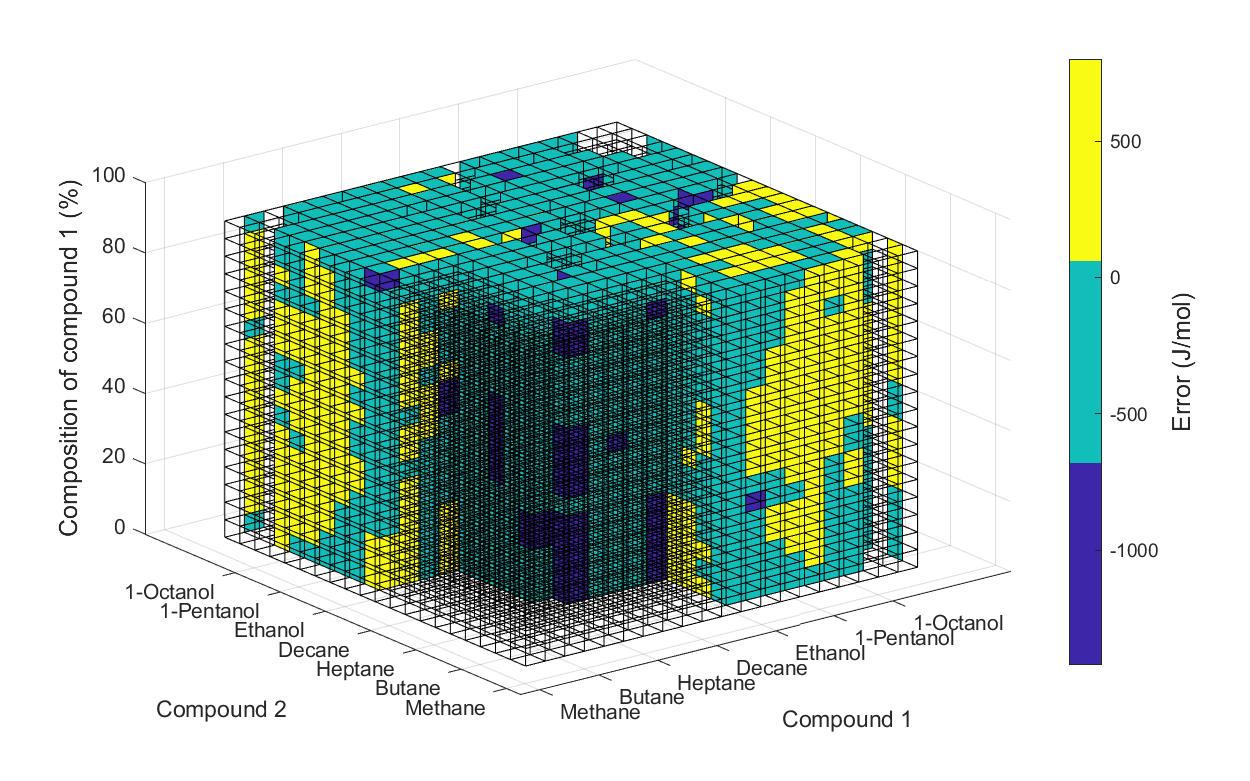 Composition of compound 1 (%)
100
80
60
40
20
0
1-Octanol
1-Pentanol
Ethanol
Decane
Heptane
Butane
Methane
Compound 2
Methane
Butane
Heptane
Decane
Ethanol
1-Pentanol
1-Octanol
Compound 1
500
0
-500
-1000
Error (J/mol)